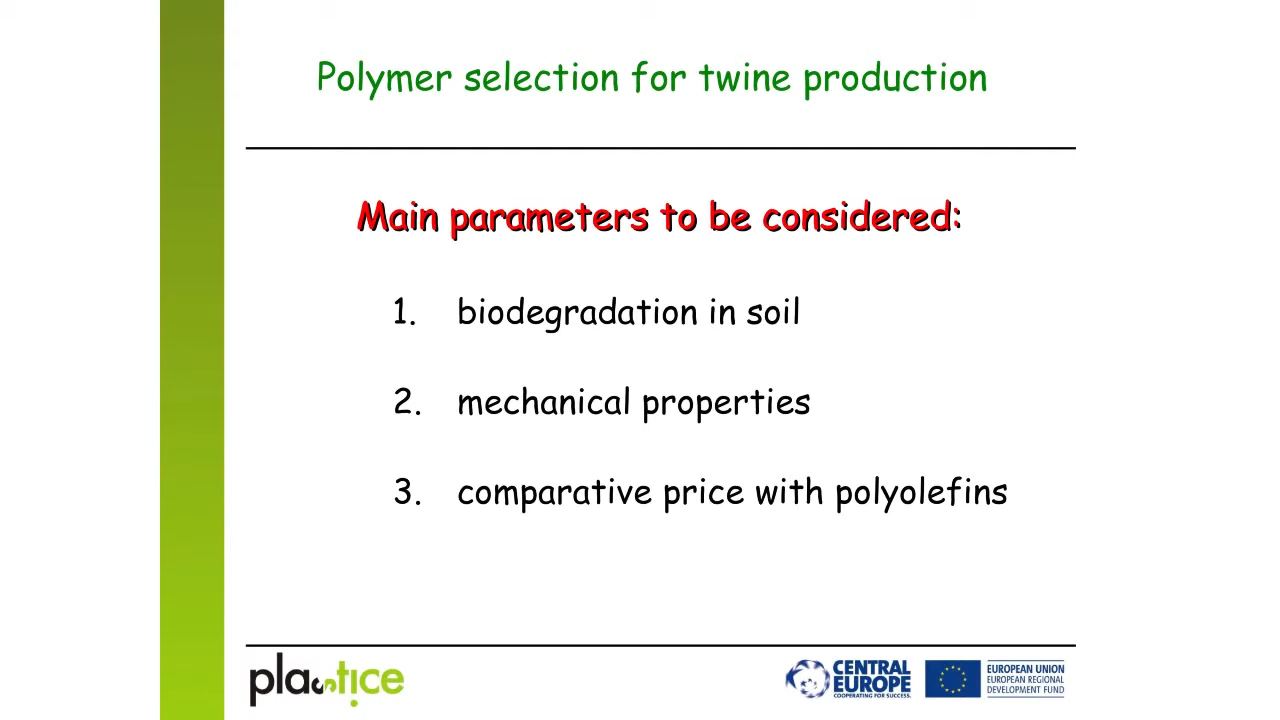 Polymer selection for twine production
Main parameters to be considered:
1. biodegradation in soil
2. mechanical properties
3. comparative price with polyolefins
plastice
CENTRAL
EUROPE
COOPERATING FOR SUCCESS.
EUROPEAN UNION
EUROPEAN REGIONAL
DEVELOPMENT FUND